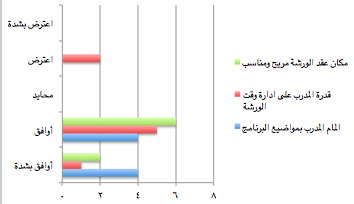 اعترض بشدة
اعترض
محايد
أوافق
أوافق بشدة
٠ ٢ ٤ ٦ ٨
مكان عقد الورشة مريح ومناسب
قدرة المدرب على ادارة وقت
الورشة
المام المدرب بمواضيع البرنامج